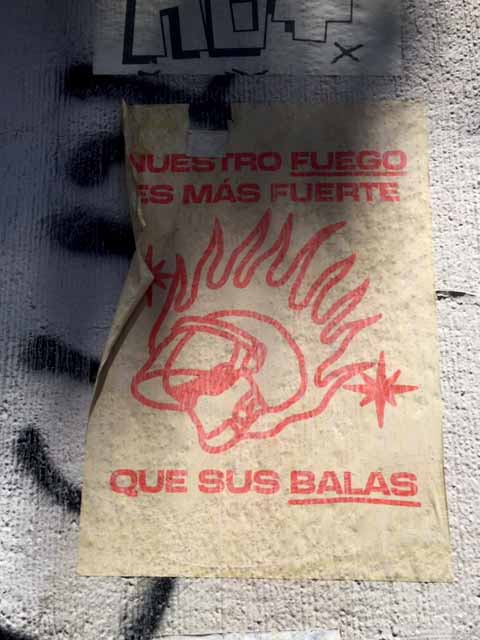 NUESTRO FUEGO
ES MÁS FUERTE
QUE SUS BALAS